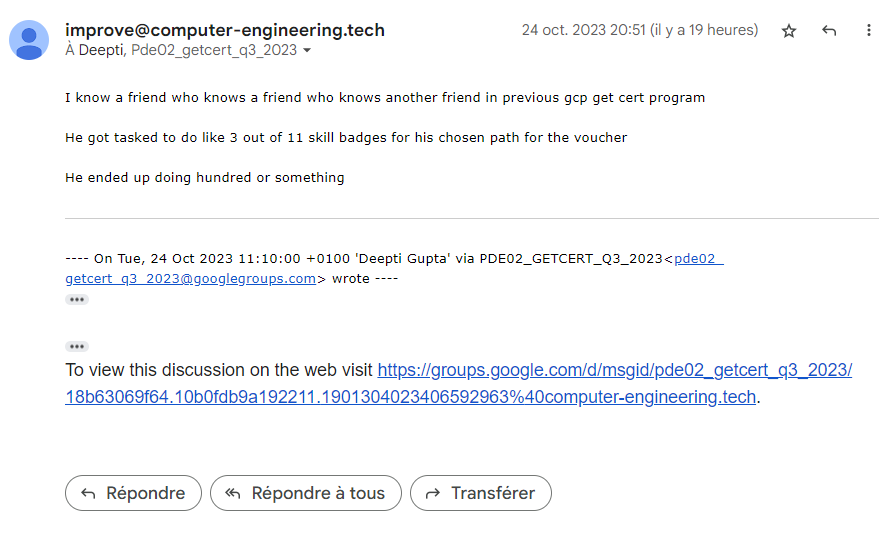 improve@computer-engineering.tech
24 oct. 2023 20:51 (il y a 19 heures)
À Deepti, Pde02_getcert_q3_2023
I know a friend who knows a friend who knows another friend in previous gcp get cert program
He got tasked to do like 3 out of 11 skill badges for his chosen path for the voucher
He ended up doing hundred or something
---- On Tue, 24 Oct 2023 11:10:00 +0100 'Deepti Gupta' via PDE02_GETCERT_Q3_2023<pde02_
getcert_q3_2023@googlegroups.com> wrote ----
To view this discussion on the web visit https://groups.google.com/d/msgid/pde02_getcert_q3_2023/
18b63069f64.10b0fdb9a192211.1901304023406592963%40computer-engineering.tech.
Répondre
Répondre à tous
Transférer